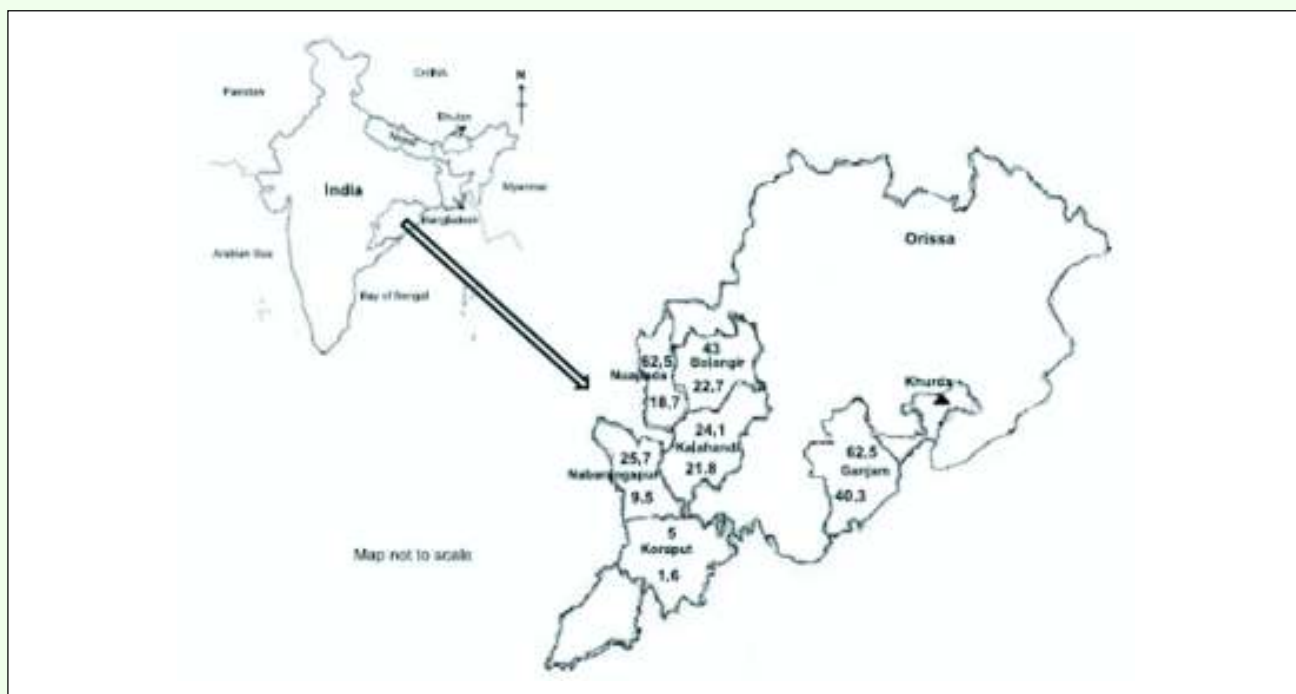 CHINA
N
Pakistan
Bhutan
Nepal
India
Myanmar
Bangladesh
Arabian Sea
Bay of Bengal
Orissa
43
62,5
Bolangir
Nuapada
22,7
Khurda
18,7
24,1
Kalahandi
62,5
25,7
Ganjam
21.8
Nabarangapur
40,3
9,5
5
Map not to scale
Koraput
1,6